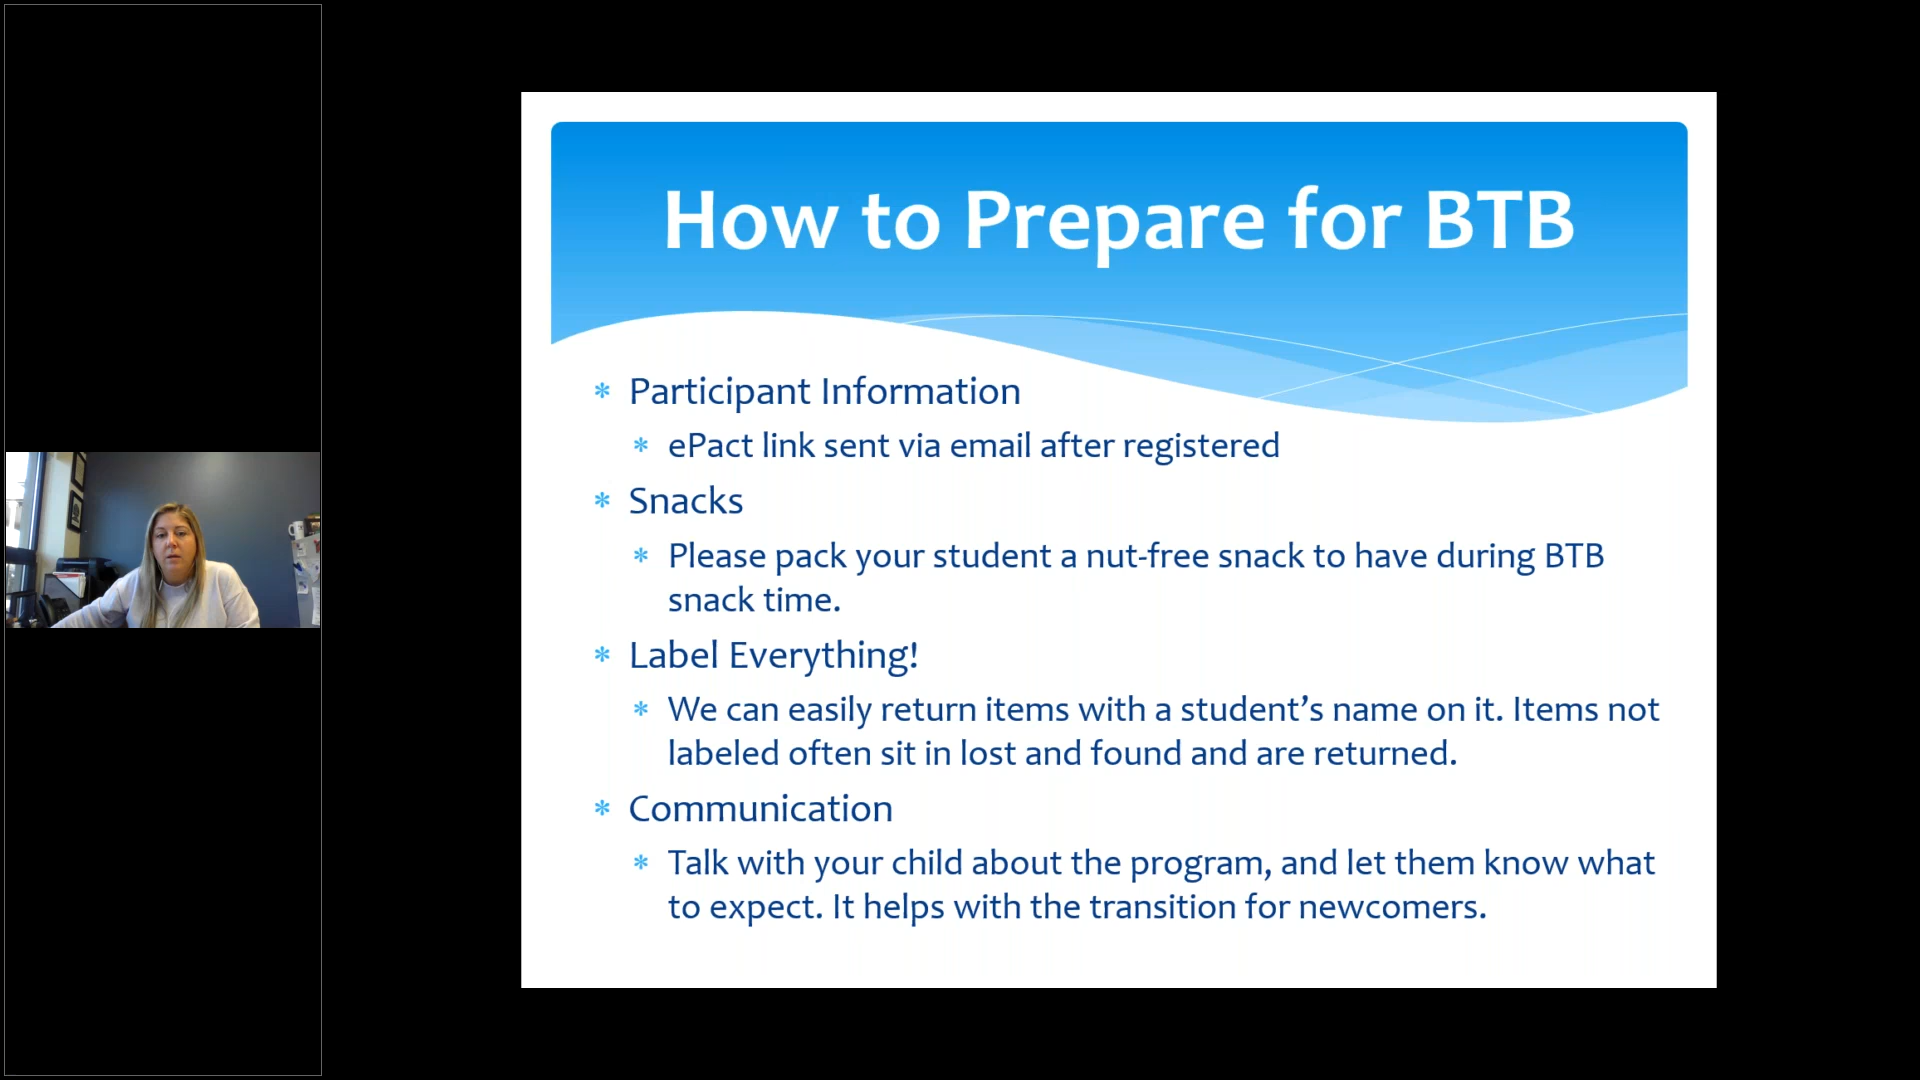 How to Prepare for BTB
* Participant Information
* ePact link sent via email after registered
* Snacks
* Please pack your student a nut-free snack to have during BTB
snack time.
* Label Everything!
* We can easily return items with a student’s name on it. Items not
labeled often sit in lost and found and are returned.
* Communication
* Talk with your child about the program, and let them know what
to expect. It helps with the transition for newcomers.